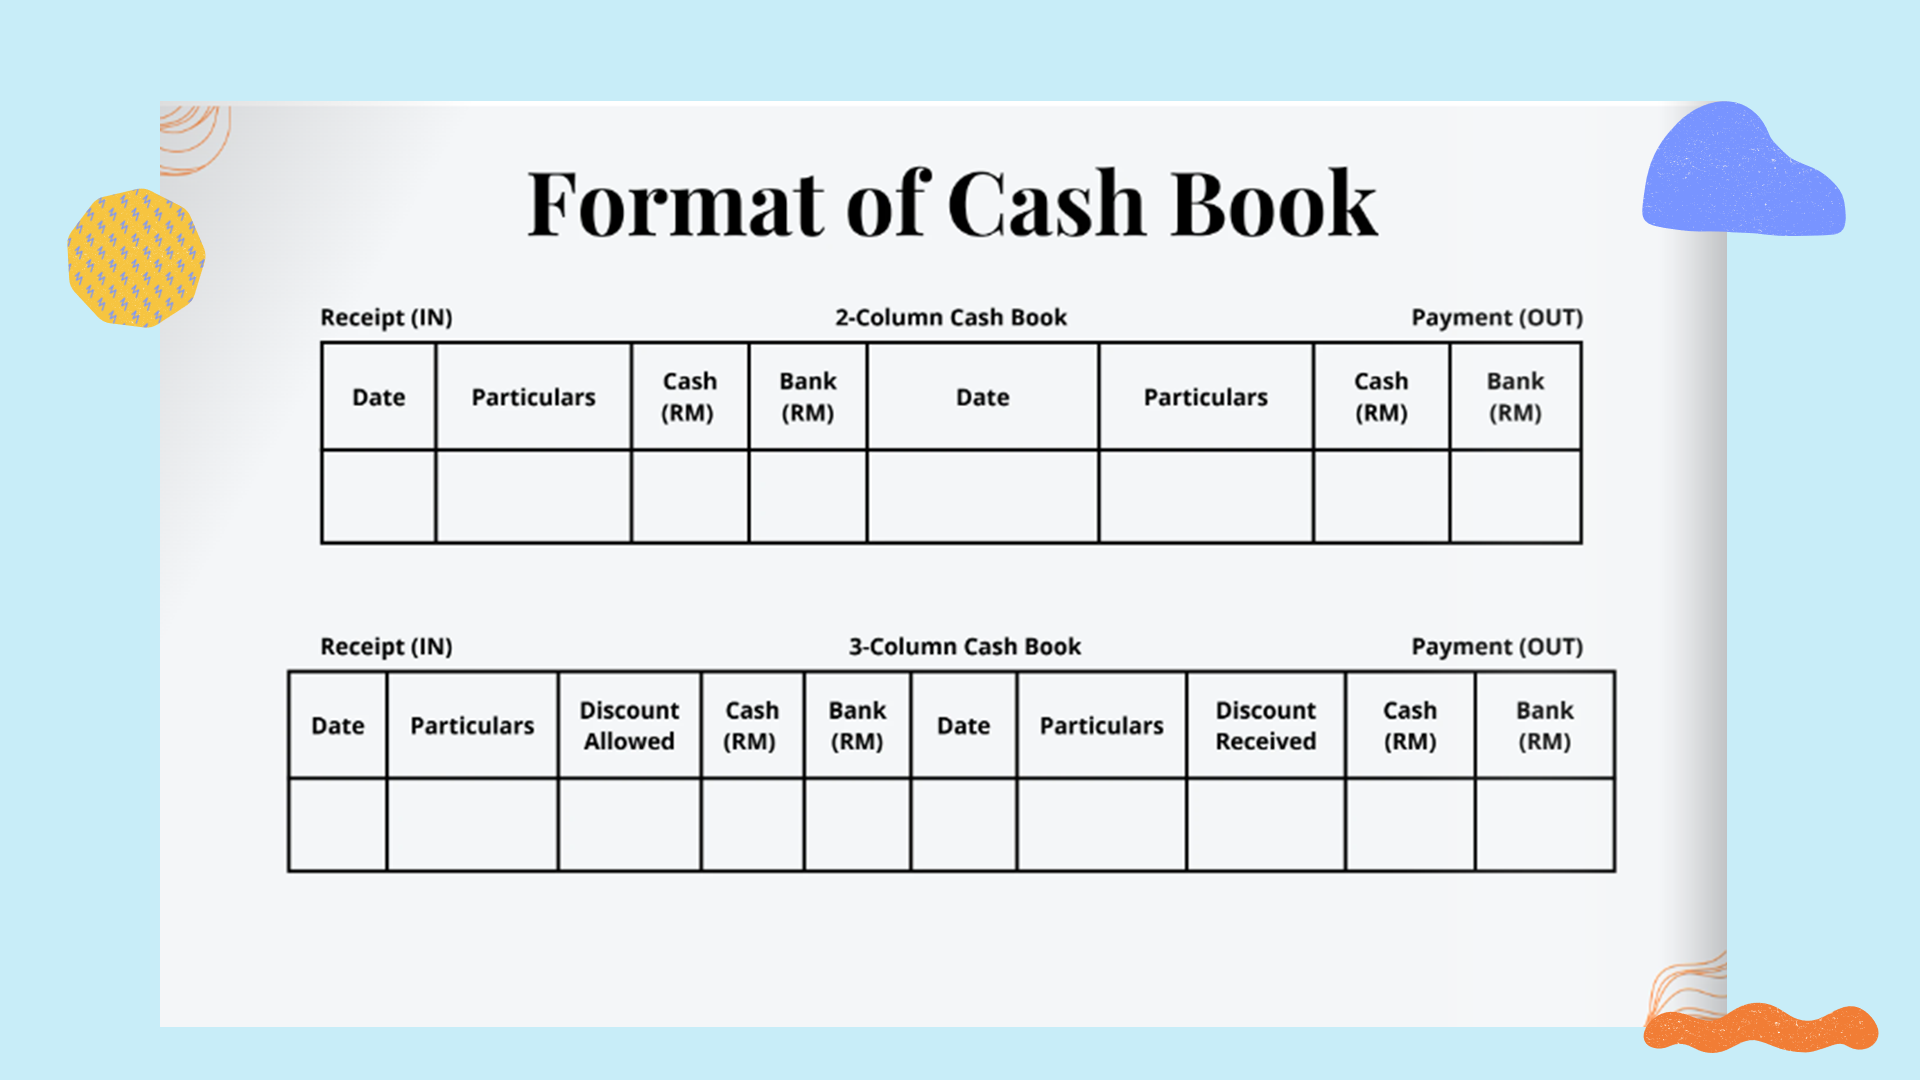 Format of Cash Book
Receipt (IN) 2-Column Cash Book Payment (OUT)
Date Particulars Cash (RM) Bank (RM) Date Particulars Cash (RM) Bank (RM)
Receipt (IN) 3-Column Cash Book Payment (OUT)
Date Particulars Discount Allowed Cash (RM) Bank (RM) Date Particulars Discount Received Cash (RM) Bank (RM)